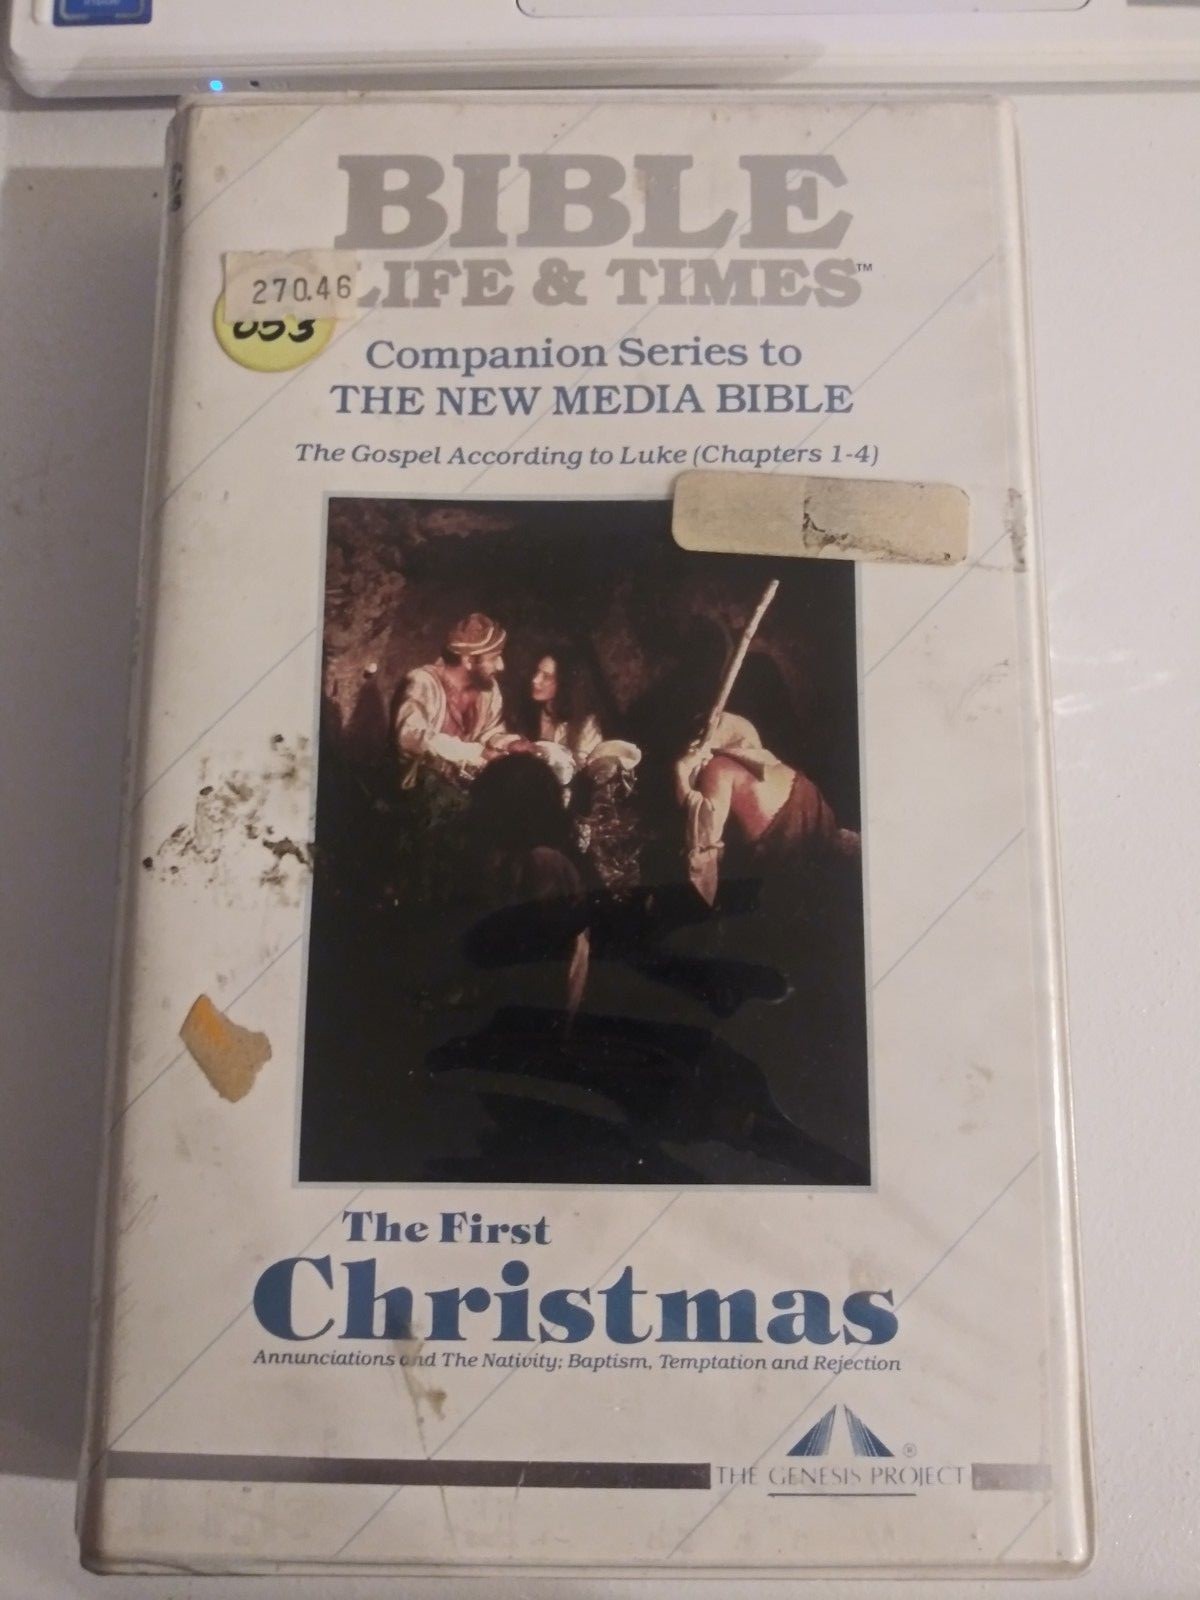 inside
BIBLE
LIFE & TIMES™
270.46
053
Companion Series to
THE NEW MEDIA BIBLE
The Gospel According to Luke (Chapters 1-4)
The First
Christmas
Annunciations and The Nativity; Baptism, Temptation and Rejection
®
THE GENESIS PROJECT